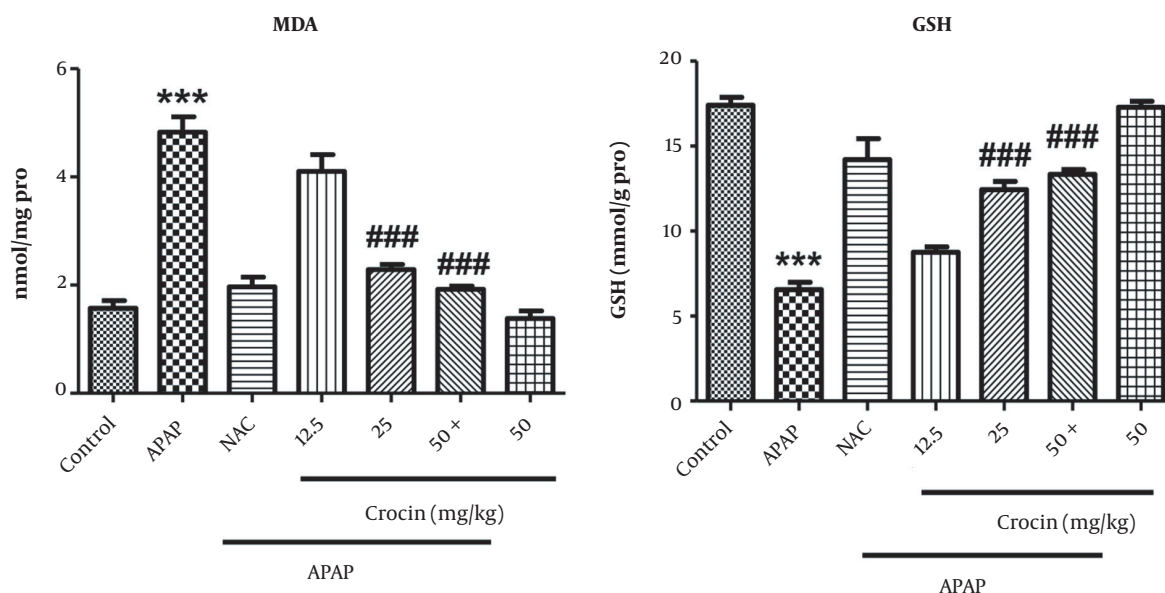 MDA
nmol/mg pro
6
4
2
0
***
###
###
Control
APAP
NAC
12.5
25
50 +
50
Crocin (mg/kg)
APAP
GSH
GSH (mmol/g pro)
20
15
10
5
0
***
###
###
Control
APAP
NAC
12.5
25
50 +
50
Crocin (mg/kg)
APAP